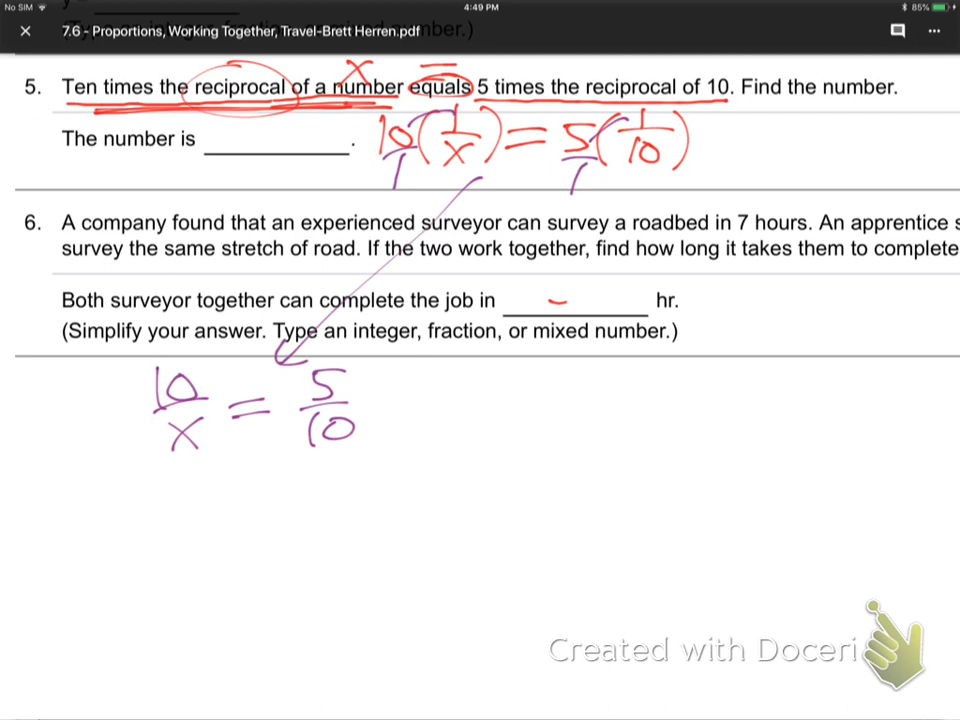 No SIM 4:49 PM 85%
7.6 - Proportions, Working Together, Travel-Brett Herren.pdf mber.)
5. Ten times the reciprocal of a number equals 5 times the reciprocal of 10. Find the number.
x =
The number is ____________.
10/1 (1/x) = 5/1 (1/10)
6. A company found that an experienced surveyor can survey a roadbed in 7 hours. An apprentice s
survey the same stretch of road. If the two work together, find how long it takes them to complete
Both surveyor together can complete the job in ____________ hr.
(Simplify your answer. Type an integer, fraction, or mixed number.)
10/x = 5/10
Created with Doceri